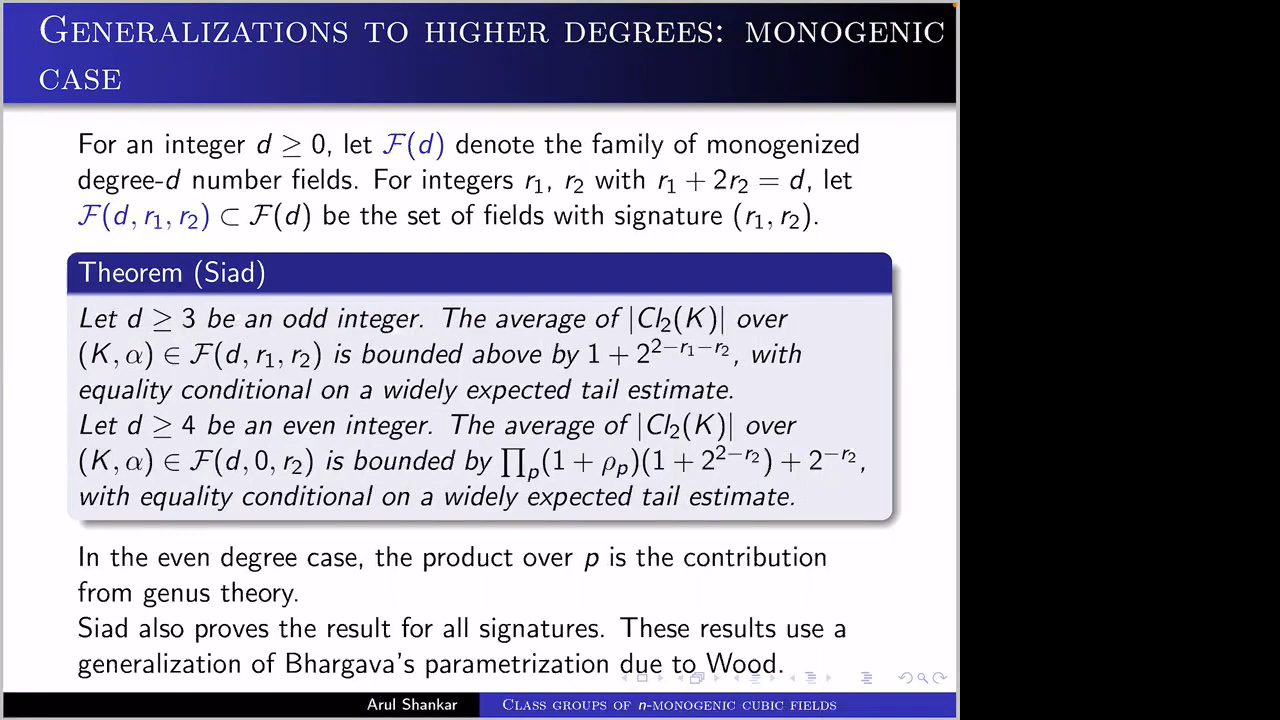 Generalizations to higher degrees: monogenic
case
For an integer d ≥ 0, let F(d) denote the family of monogenized
degree-d number fields. For integers r₁, r₂ with r₁ + 2r₂ = d, let
F(d, r₁, r₂) ⊂ F(d) be the set of fields with signature (r₁, r₂).
Theorem (Siad)
Let d ≥ 3 be an odd integer. The average of |Cl₂(K)| over
(K, α) ∈ F(d, r₁, r₂) is bounded above by 1 + 2^{2−r₁−r₂}, with
equality conditional on a widely expected tail estimate.
Let d ≥ 4 be an even integer. The average of |Cl₂(K)| over
(K, α) ∈ F(d, 0, r₂) is bounded by ∏_p(1 + ρ_p)(1 + 2^{2−r₂}) + 2^{−r₂},
with equality conditional on a widely expected tail estimate.
In the even degree case, the product over p is the contribution
from genus theory.
Siad also proves the result for all signatures. These results use a
generalization of Bhargava's parametrization due to Wood.
Arul Shankar
Class groups of n-monogenic cubic fields